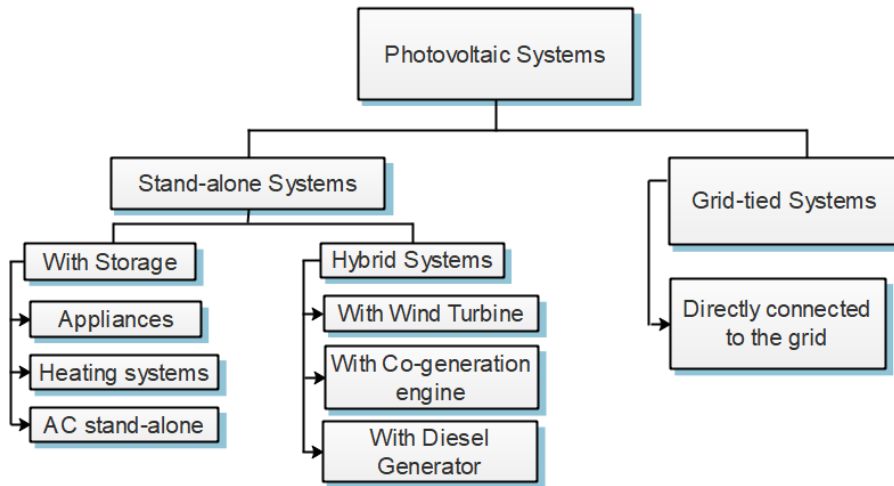 Photovoltaic Systems
Stand-alone Systems
Grid-tied Systems
With Storage
Appliances
Heating systems
AC stand-alone
Hybrid Systems
With Wind Turbine
With Co-generation
engine
With Diesel
Generator
Directly connected
to the grid